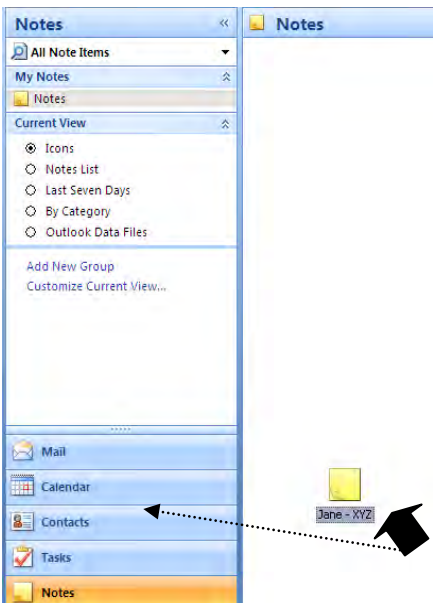 Notes «
All Note Items
My Notes
Notes
Current View
Icons
Notes List
Last Seven Days
By Category
Outlook Data Files
Add New Group
Customize Current View...
Mail
Calendar
Contacts
Tasks
Notes
Notes
Jane - XYZ